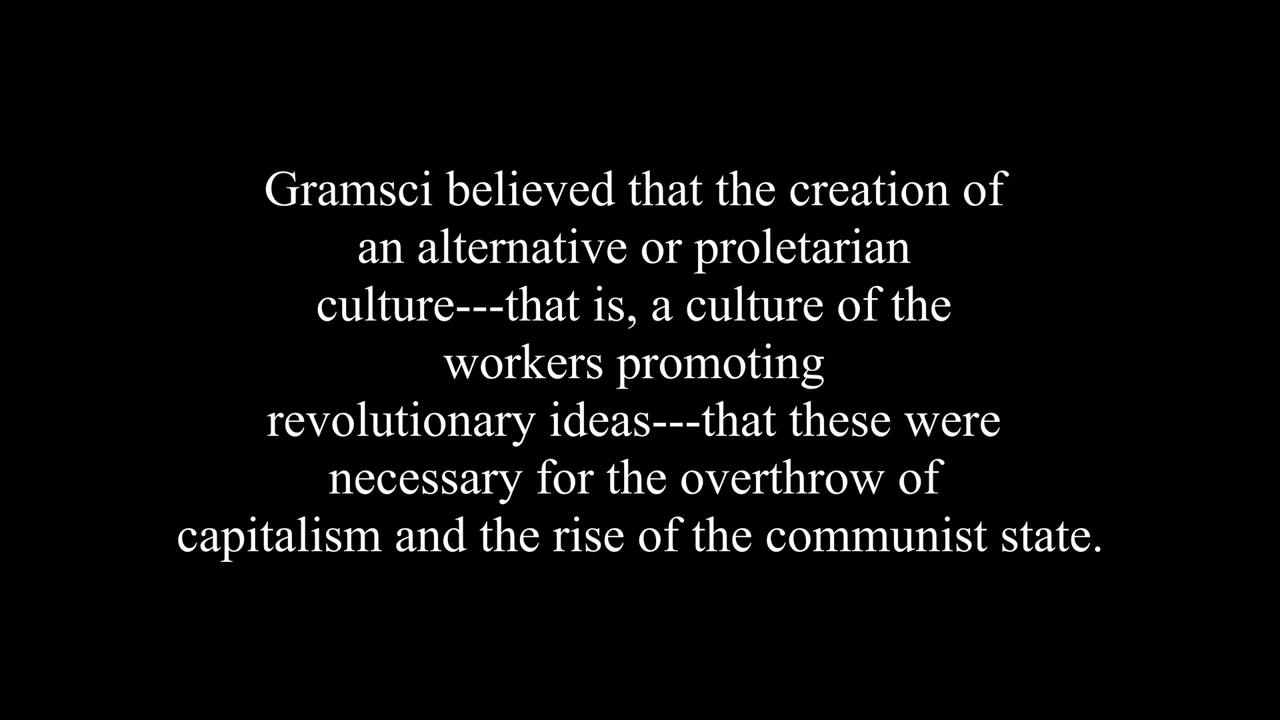 Gramsci believed that the creation of
an alternative or proletarian
culture---that is, a culture of the
workers promoting
revolutionary ideas---that these were
necessary for the overthrow of
capitalism and the rise of the communist state.